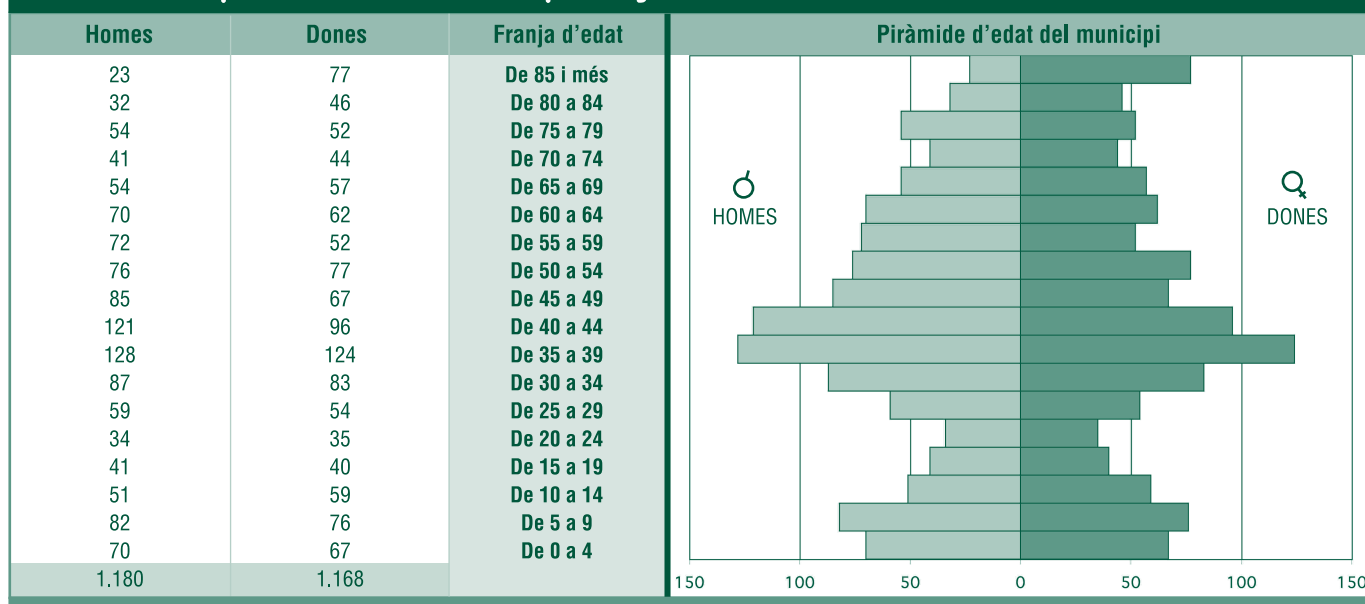 Homes Dones Franja d'edat Piràmide d'edat del municipi
23 77 De 85 i més
32 46 De 80 a 84
54 52 De 75 a 79
41 44 De 70 a 74
54 57 De 65 a 69
70 62 De 60 a 64
72 52 De 55 a 59
76 77 De 50 a 54
85 67 De 45 a 49
121 96 De 40 a 44
128 124 De 35 a 39
87 83 De 30 a 34
59 54 De 25 a 29
34 35 De 20 a 24
41 40 De 15 a 19
51 59 De 10 a 14
82 76 De 5 a 9
70 67 De 0 a 4
1.180 1.168
HOMES DONES
150 100 50 0 50 100 150